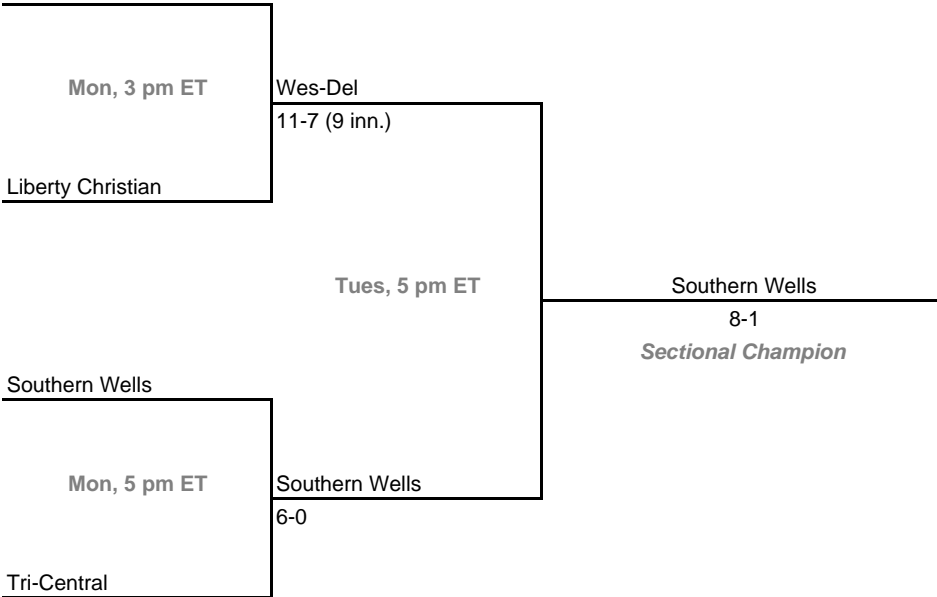 Mon, 3 pm ET
Wes-Del
11-7 (9 inn.)
Liberty Christian
Tues, 5 pm ET
Southern Wells
8-1
Sectional Champion
Southern Wells
Mon, 5 pm ET
Southern Wells
6-0
Tri-Central